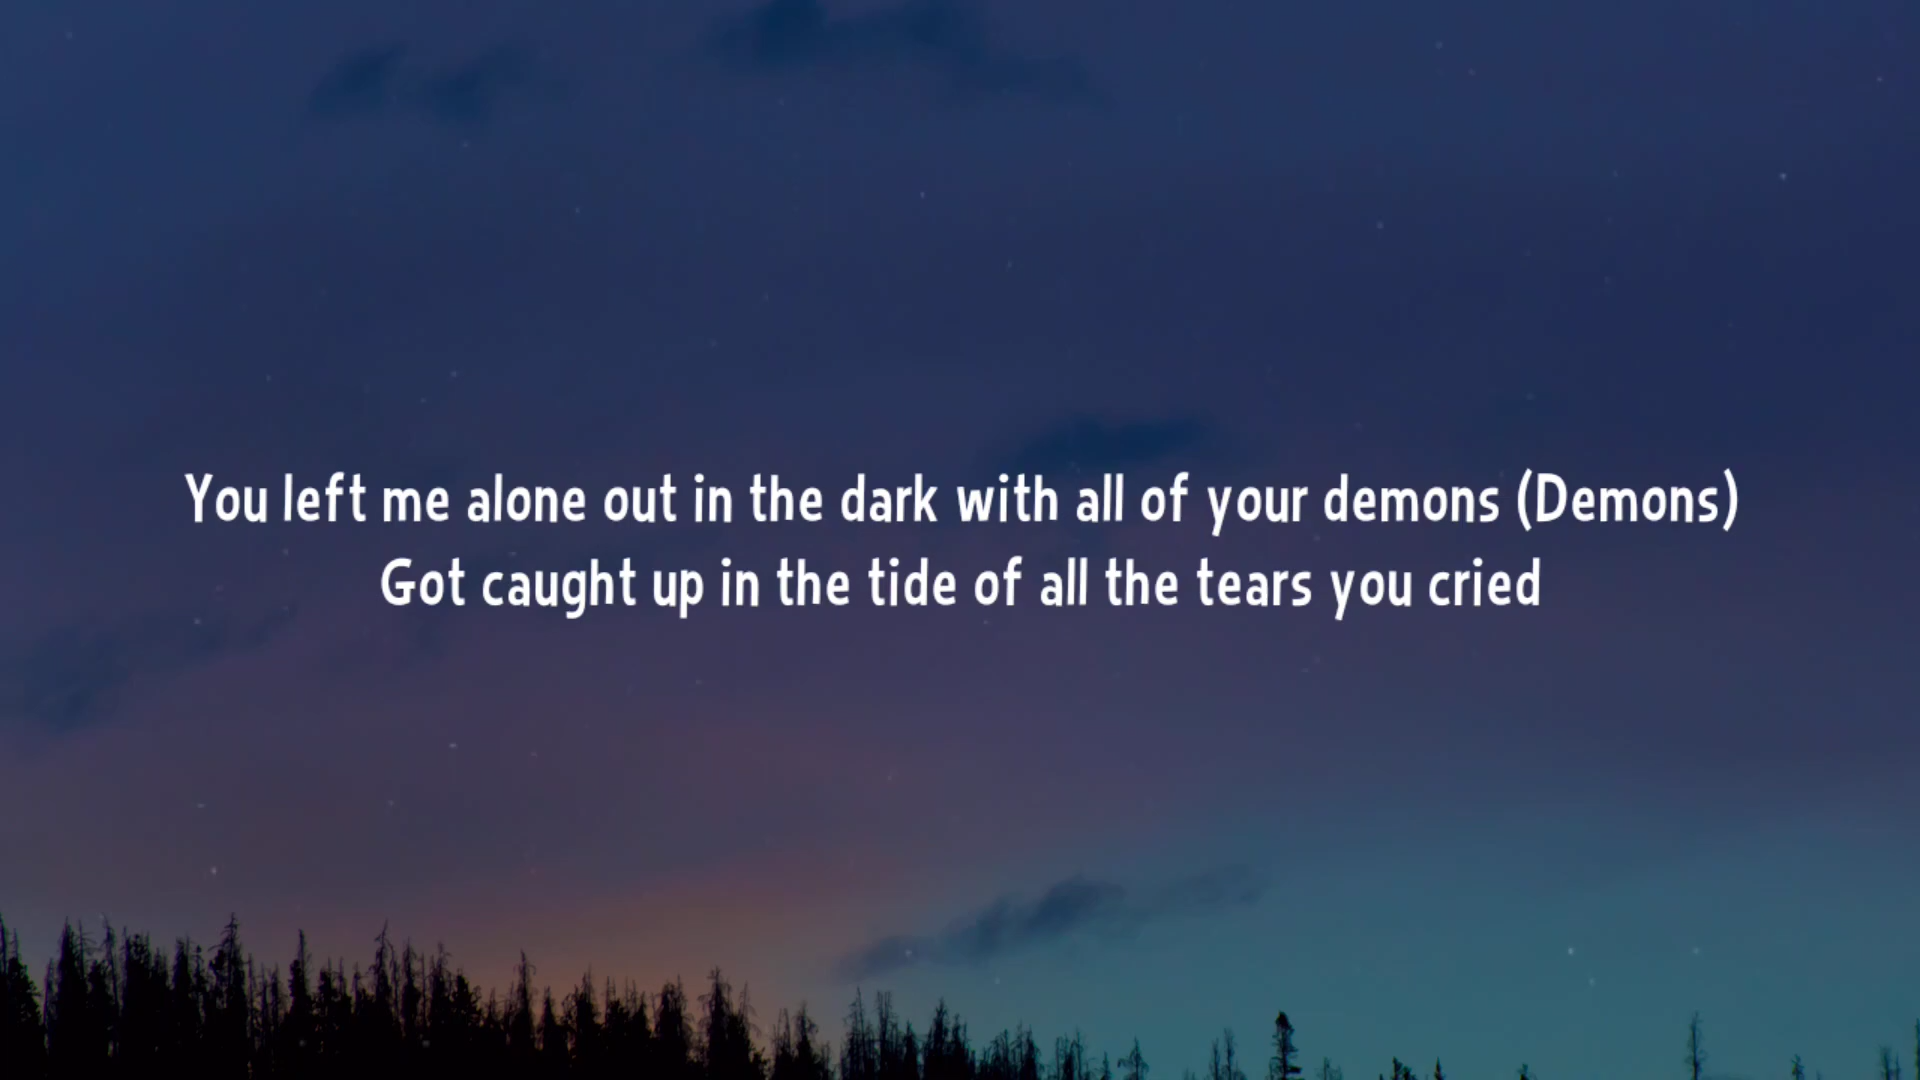 You left me alone out in the dark with all of your demons (Demons)
Got caught up in the tide of all the tears you cried